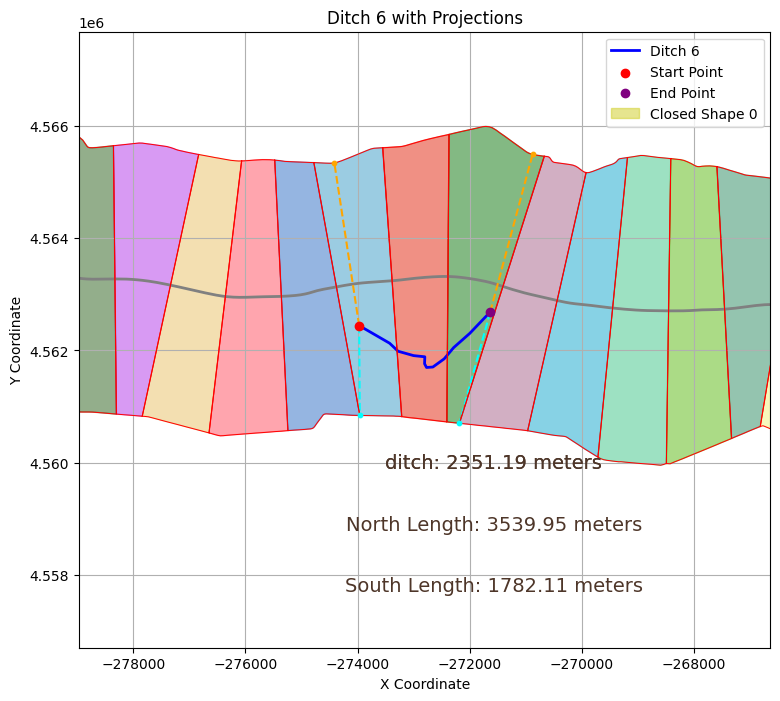 Ditch 6 with Projections
1e6
Ditch 6
Start Point
End Point
Closed Shape 0
4.566
4.564
4.562
4.560
4.558
Y Coordinate
ditch: 2351.19 meters
North Length: 3539.95 meters
South Length: 1782.11 meters
−278000 −276000 −274000 −272000 −270000 −268000
X Coordinate